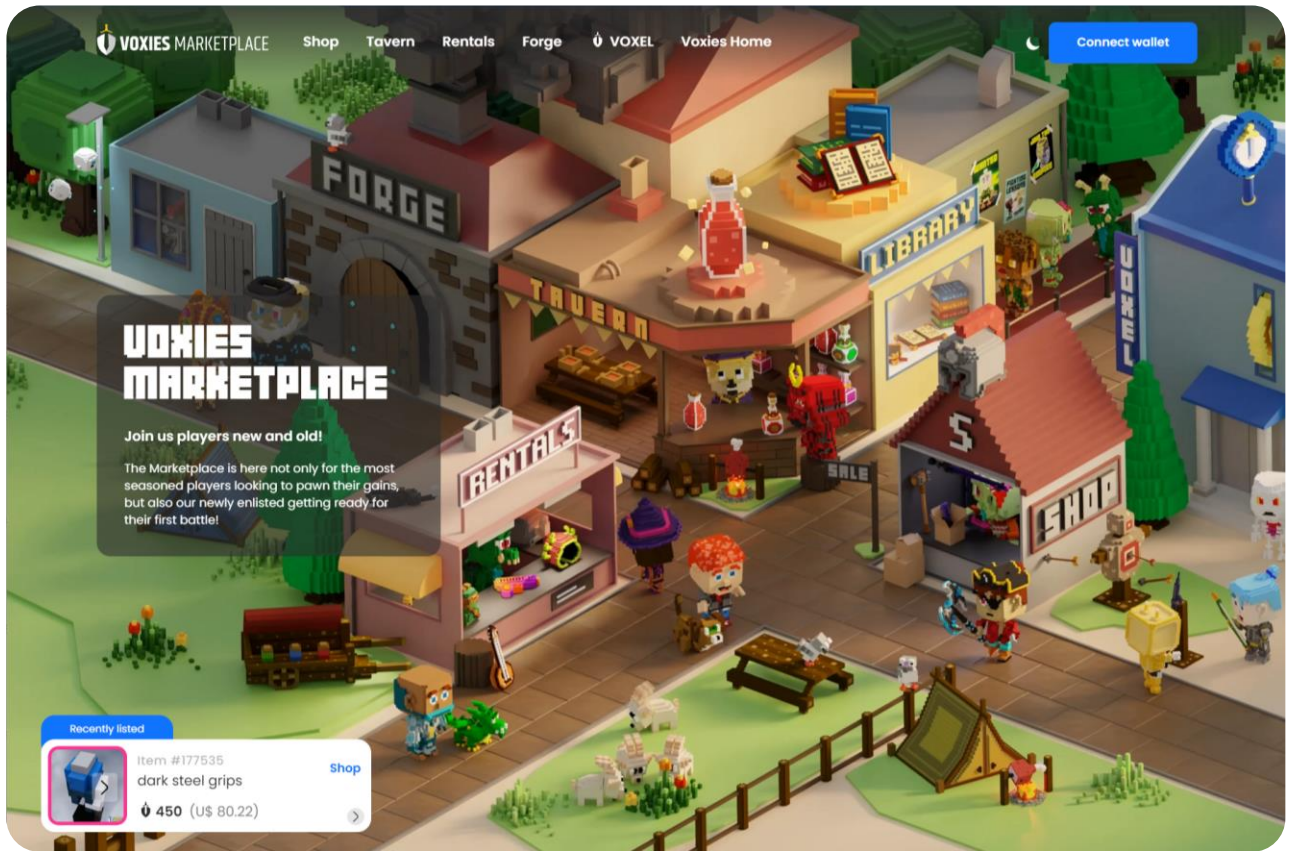 VOXIES MARKETPLACE
Shop
Tavern
Rentals
Forge
VOXEL
Voxies Home
Connect wallet
FORGE
LIBRARY
TAVERN
VOXEL
VOXIES
MARKETPLACE
Join us players new and old!
The Marketplace is here not only for the most
seasoned players looking to pawn their gains,
but also our newly enlisted getting ready for
their first battle!
RENTALS
S
SALE
SHOP
Recently listed
Item #177535
dark steel grips
Shop
450 (U$ 80.22)